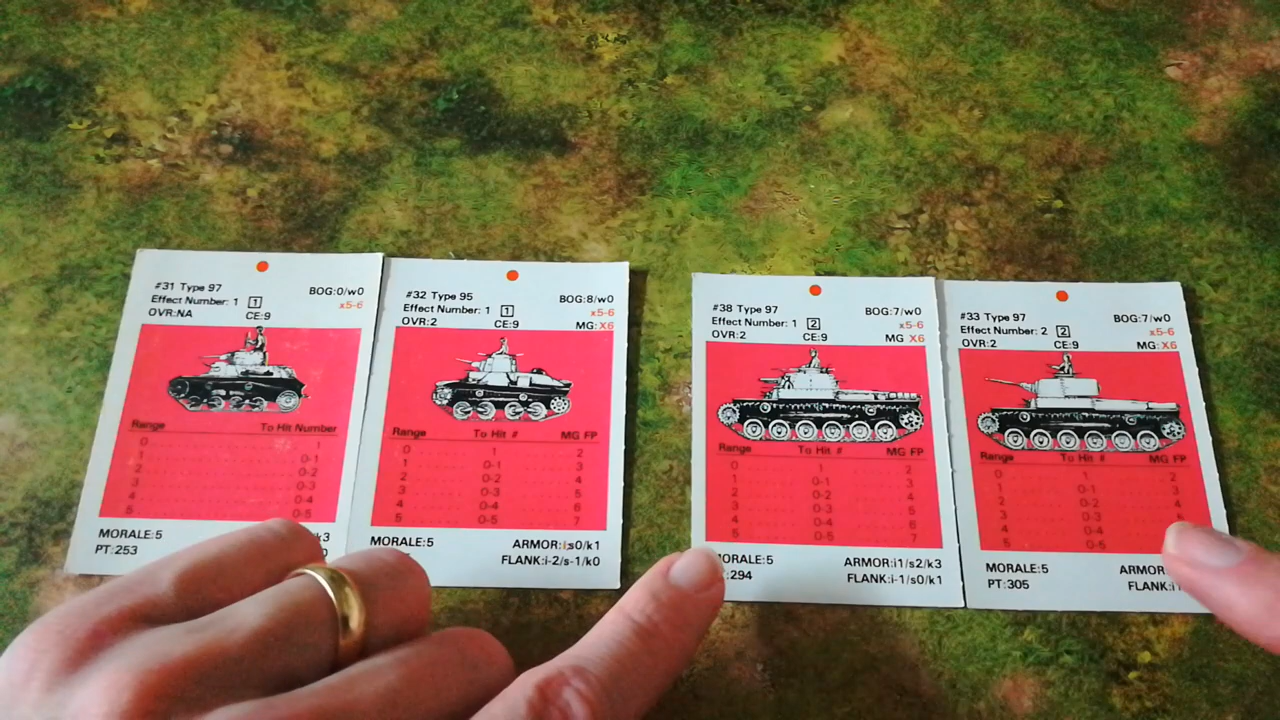 #31 Type 97
BOG:0/w0
Effect Number: 1 1
x5-6
OVR:NA
CE:9
Range To Hit Number
0 1
1 0-1
2 0-2
3 0-3
4 0-4
5 0-5
MORALE:5
k3
PT:253
#32 Type 95
BOG:8/w0
Effect Number: 1 1
x5-6
OVR:2
CE:9
MG:X6
Range To Hit # MG FP
0 1 2
1 0-1 3
2 0-2 4
3 0-3 5
4 0-4 6
5 0-5 7
MORALE:5
ARMOR:i;s0/k1
FLANK:i-2/s-1/k0
#38 Type 97
BOG:7/w0
Effect Number: 1 2
x5-6
OVR:2
CE:9
MG X6
Range To Hit # MG FP
0 1 2
1 0-1 3
2 0-2 4
3 0-3 5
4 0-4 6
5 0-5 7
MORALE:5
ARMOR:i1/s2/k3
:294
FLANK:i-1/s0/k1
#33 Type 97
BOG:7/w0
Effect Number: 2 2
x5-6
OVR:2
CE:9
MG: X6
Range To Hit # MG FP
0 1 2
1 0-1 3
2 0-2 4
3 0-3
4 0-4
5 0-5
MORALE:5
ARMOR
PT:305
FLANK:i